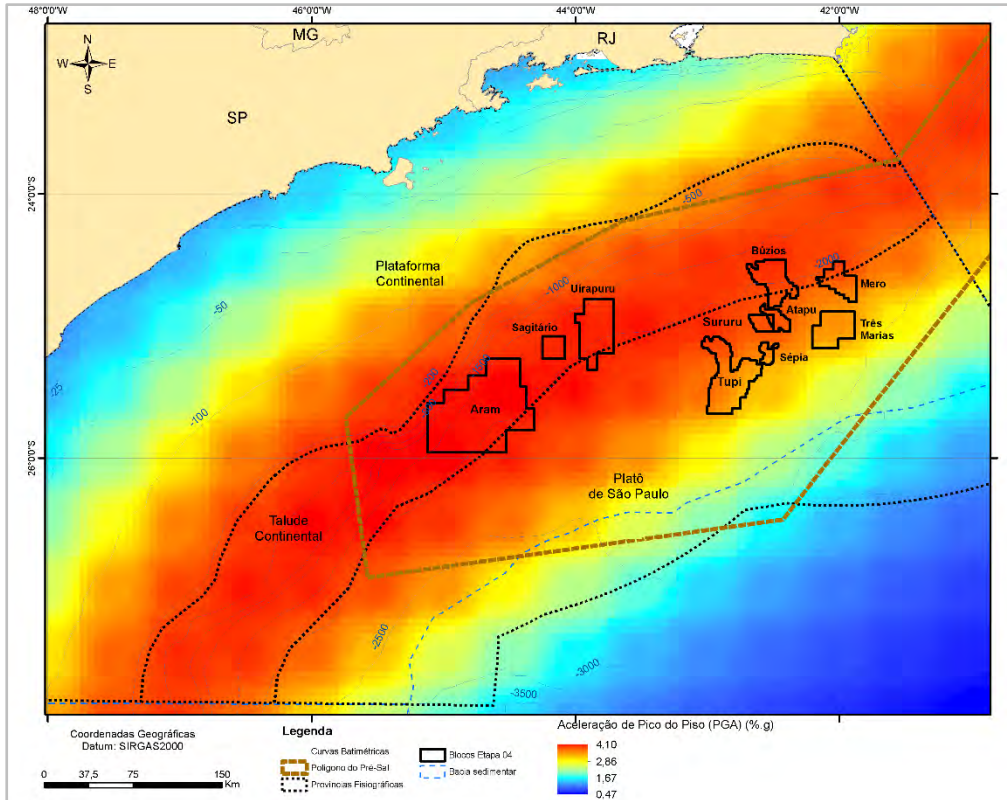 48°0'0"W
46°0'0"W
44°0'0"W
42°0'0"W
N
W E
S
MG
RJ
SP
24°0'0"S
26°0'0"S
-500
Plataforma
Continental
-1000
Búzios
-2000
Mero
Uirapuru
Atapu
Sururu
Três
Marias
Sagitário
Sépia
Tupi
-50
-25
-100
Aram
Platô
de São Paulo
Talude
Continental
-2500
-3000
-3500
Coordenadas Geográficas
Datum: SIRGAS2000
0 37,5 75 150
Km
Legenda
Curvas Batimétricas
Polígono do Pré-Sal
Províncias Fisiográficas
Blocos Etapa 04
Bacia sedimentar
Aceleração de Pico do Piso (PGA) (%.g)
4,10
2,86
1,67
0,47